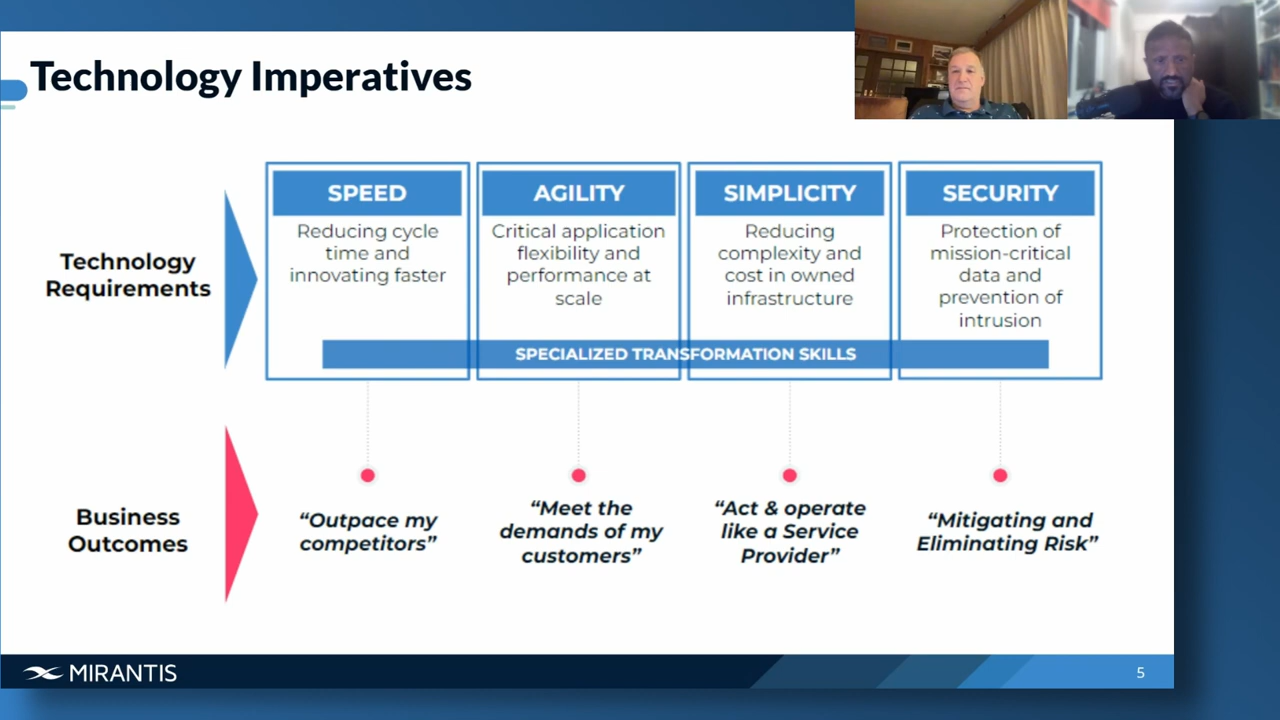 Technology Imperatives
Technology
Requirements
SPEED
Reducing cycle
time and
innovating faster
AGILITY
Critical application
flexibility and
performance at
scale
SIMPLICITY
Reducing
complexity and
cost in owned
infrastructure
SECURITY
Protection of
mission-critical
data and
prevention of
intrusion
SPECIALIZED TRANSFORMATION SKILLS
Business
Outcomes
“Outpace my
competitors”
“Meet the
demands of my
customers”
“Act & operate
like a Service
Provider”
“Mitigating and
Eliminating Risk”
MIRANTIS
5